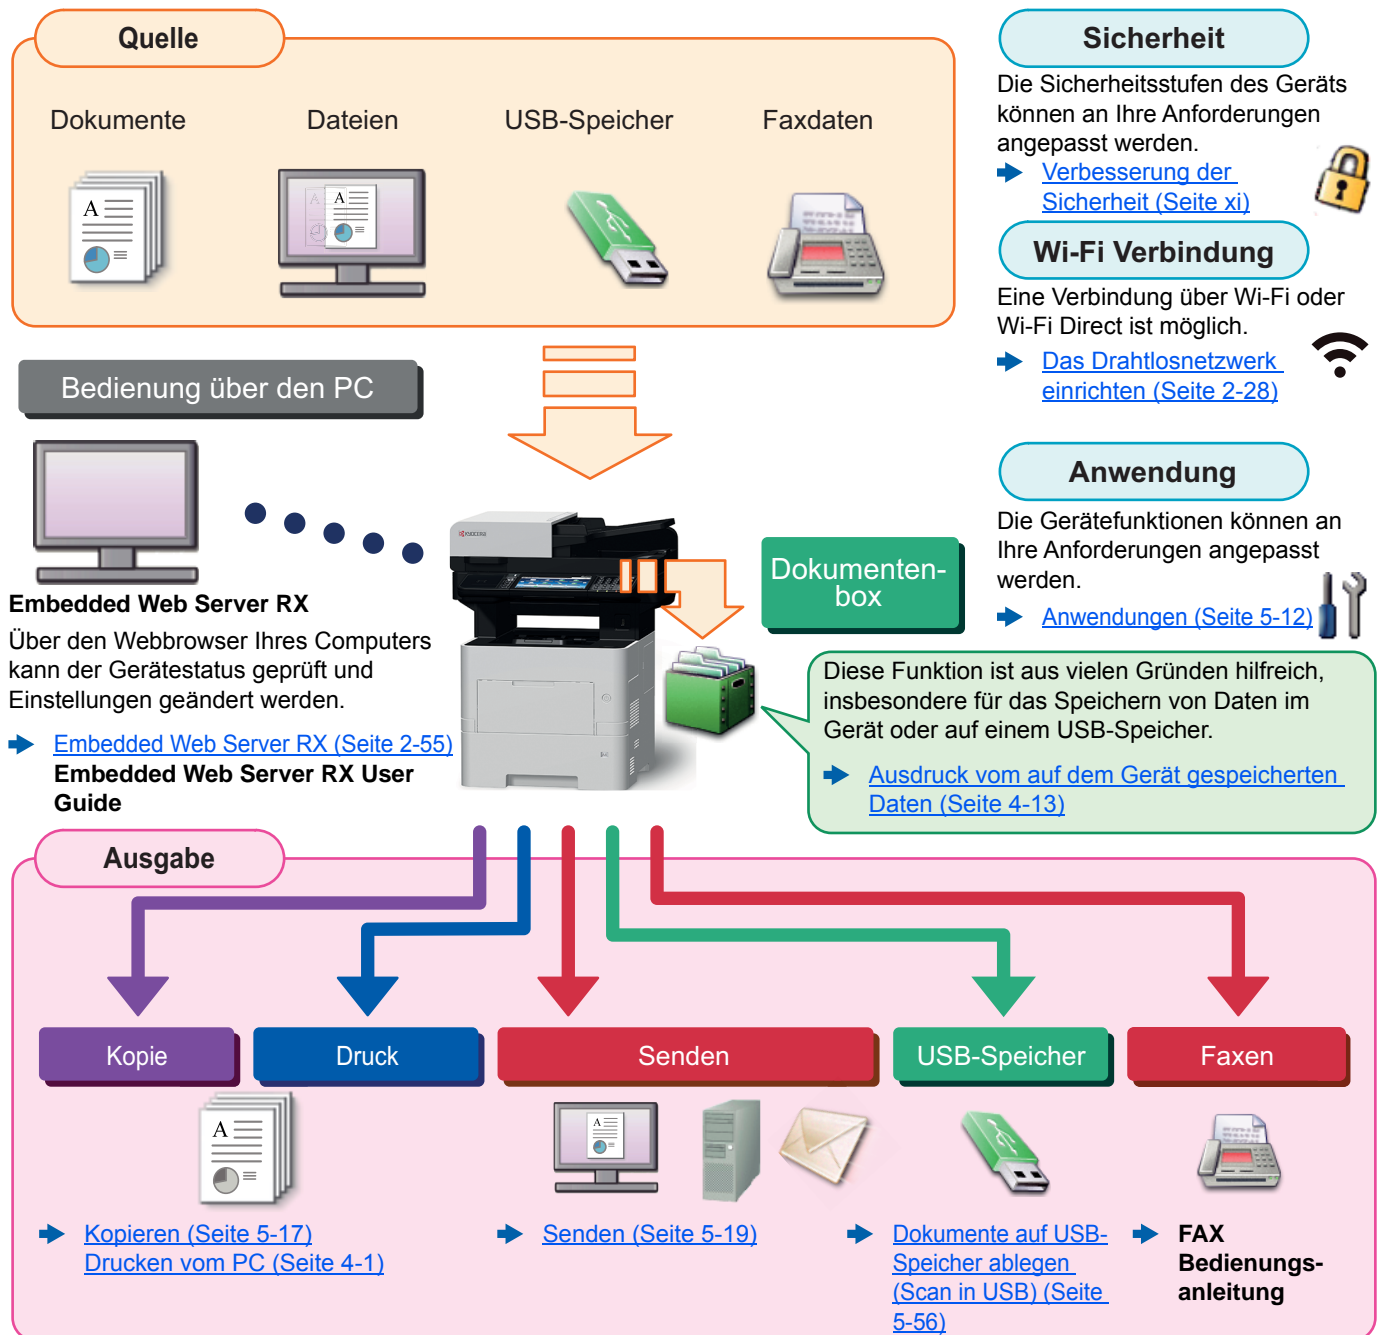 Quelle
Dokumente
Dateien
USB-Speicher
Faxdaten
A
A
A
Sicherheit
Die Sicherheitsstufen des Geräts
können an Ihre Anforderungen
angepasst werden.
Verbesserung der
Sicherheit (Seite xi)
Wi-Fi Verbindung
Eine Verbindung über Wi-Fi oder
Wi-Fi Direct ist möglich.
Das Drahtlosnetzwerk
einrichten (Seite 2-28)
Anwendung
Die Gerätefunktionen können an
Ihre Anforderungen angepasst
werden.
Anwendungen (Seite 5-12)
Bedienung über den PC
Embedded Web Server RX
Über den Webbrowser Ihres Computers
kann der Gerätestatus geprüft und
Einstellungen geändert werden.
Embedded Web Server RX (Seite 2-55)
Embedded Web Server RX User
Guide
KYOCERA
Dokumenten-
box
Diese Funktion ist aus vielen Gründen hilfreich,
insbesondere für das Speichern von Daten im
Gerät oder auf einem USB-Speicher.
Ausdruck vom auf dem Gerät gespeicherten
Daten (Seite 4-13)
Ausgabe
Kopie
Druck
Senden
USB-Speicher
Faxen
A
A
Kopieren (Seite 5-17)
Drucken vom PC (Seite 4-1)
Senden (Seite 5-19)
Dokumente auf USB-
Speicher ablegen
(Scan in USB) (Seite
5-56)
FAX
Bedienungs-
anleitung